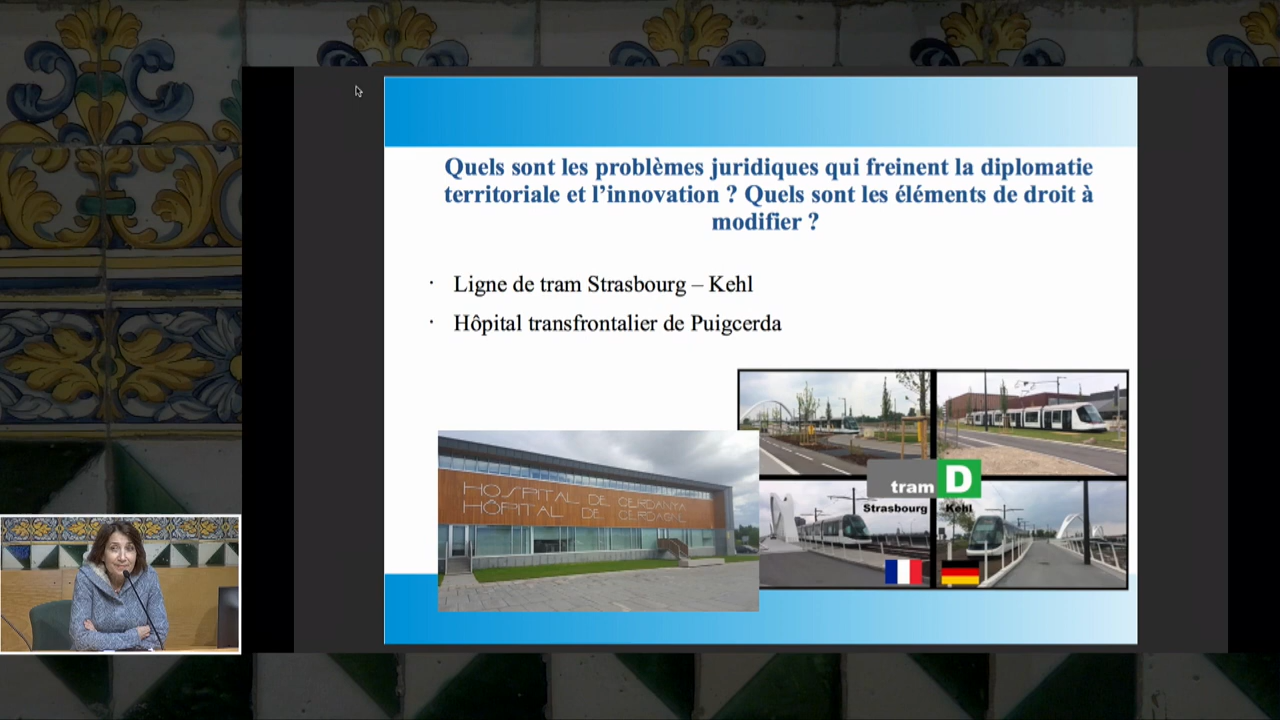 Quels sont les problèmes juridiques qui freinent la diplomatie
territoriale et l’innovation ? Quels sont les éléments de droit à
modifier ?
· Ligne de tram Strasbourg – Kehl
· Hôpital transfrontalier de Puigcerda
HOSPITAL DE CERDANYA
HÔPITAL DE CERDAGNE
tram D
Strasbourg Kehl